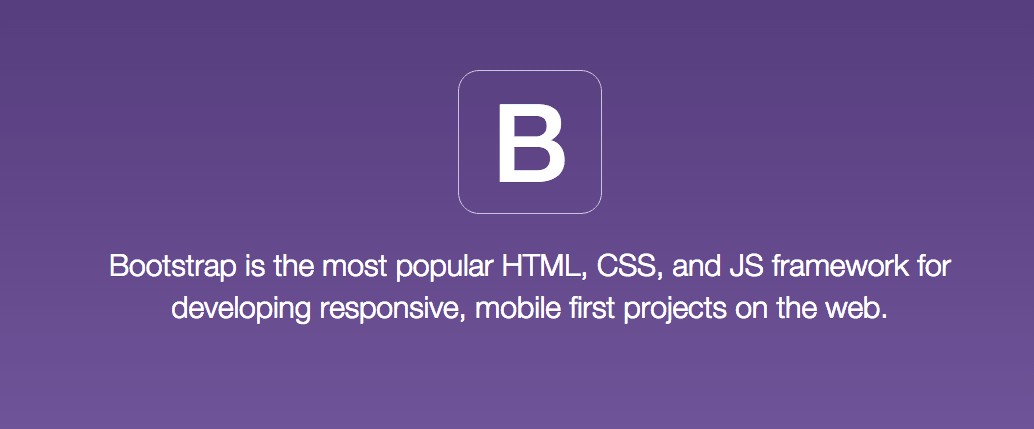 B
Bootstrap is the most popular HTML, CSS, and JS framework for
developing responsive, mobile first projects on the web.